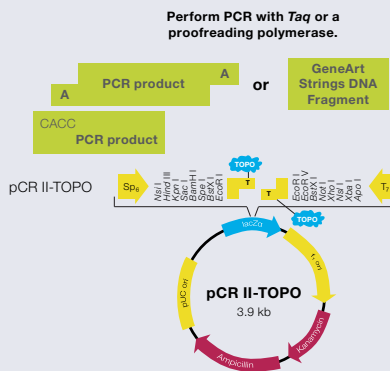 Perform PCR with Taq or a
proofreading polymerase.
A
PCR product
A
or
GeneArt
Strings DNA
Fragment
CACC
PCR product
TOPO
pCR II-TOPO
Sp6
Nsi I
Hind III
Kpn I
Sac I
BamH I
Spe I
BstX I
EcoR I
T
T
EcoR I
EcoR V
BstX I
Not I
Xho I
Nsi I
Xba I
Apo I
T7
TOPO
lacZα
f1 ori
pUC ori
pCR II-TOPO
3.9 kb
Kanamycin
Ampicillin